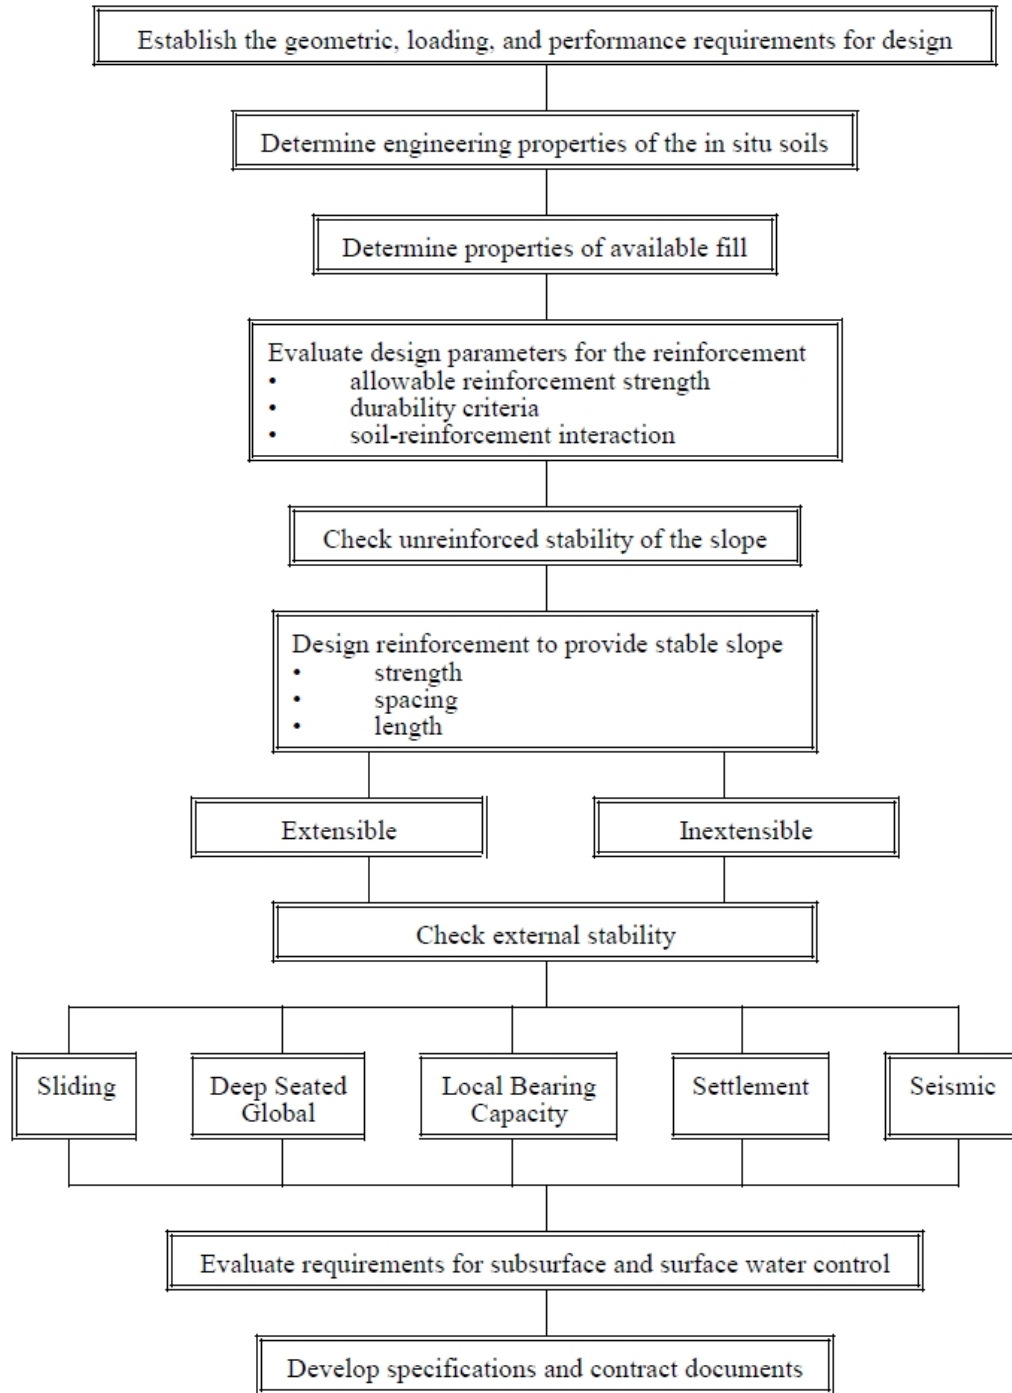 Establish the geometric, loading, and performance requirements for design
Determine engineering properties of the in situ soils
Determine properties of available fill
Evaluate design parameters for the reinforcement
• allowable reinforcement strength
• durability criteria
• soil-reinforcement interaction
Check unreinforced stability of the slope
Design reinforcement to provide stable slope
• strength
• spacing
• length
Extensible
Inextensible
Check external stability
Sliding
Deep Seated
Global
Local Bearing
Capacity
Settlement
Seismic
Evaluate requirements for subsurface and surface water control
Develop specifications and contract documents